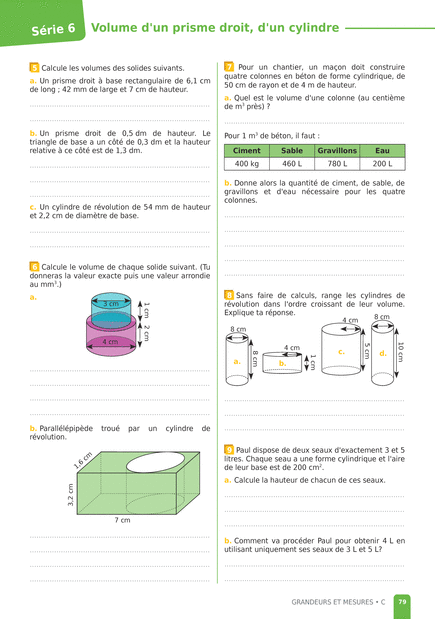 Série 6
Volume d'un prisme droit, d'un cylindre
5 Calcule les volumes des solides suivants.
a. Un prisme droit à base rectangulaire de 6,1 cm
de long ; 42 mm de large et 7 cm de hauteur.
b. Un prisme droit de 0,5 dm de hauteur. Le
triangle de base a un côté de 0,3 dm et la hauteur
relative à ce côté est de 1,3 dm.
c. Un cylindre de révolution de 54 mm de hauteur
et 2,2 cm de diamètre de base.
6 Calcule le volume de chaque solide suivant. (Tu
donneras la valeur exacte puis une valeur arrondie
au mm³.)
a.
3 cm
1 cm
2 cm
4 cm
b. Parallélépipède troué par un cylindre de
révolution.
1,6 cm
3,2 cm
7 cm
7 Pour un chantier, un maçon doit construire
quatre colonnes en béton de forme cylindrique, de
50 cm de rayon et de 4 m de hauteur.
a. Quel est le volume d'une colonne (au centième
de m³ près) ?
Pour 1 m³ de béton, il faut :
Ciment Sable Gravillons Eau
400 kg 460 L 780 L 200 L
b. Donne alors la quantité de ciment, de sable, de
gravillons et d'eau nécessaire pour les quatre
colonnes.
8 Sans faire de calculs, range les cylindres de
révolution dans l'ordre croissant de leur volume.
Explique ta réponse.
8 cm
a.
8 cm
4 cm
b.
1 cm
4 cm
c.
5 cm
8 cm
d.
10 cm
9 Paul dispose de deux seaux d'exactement 3 et 5
litres. Chaque seau a une forme cylindrique et l'aire
de leur base est de 200 cm².
a. Calcule la hauteur de chacun de ces seaux.
b. Comment va procéder Paul pour obtenir 4 L en
utilisant uniquement ses seaux de 3 L et 5 L?
GRANDEURS ET MESURES • C 79